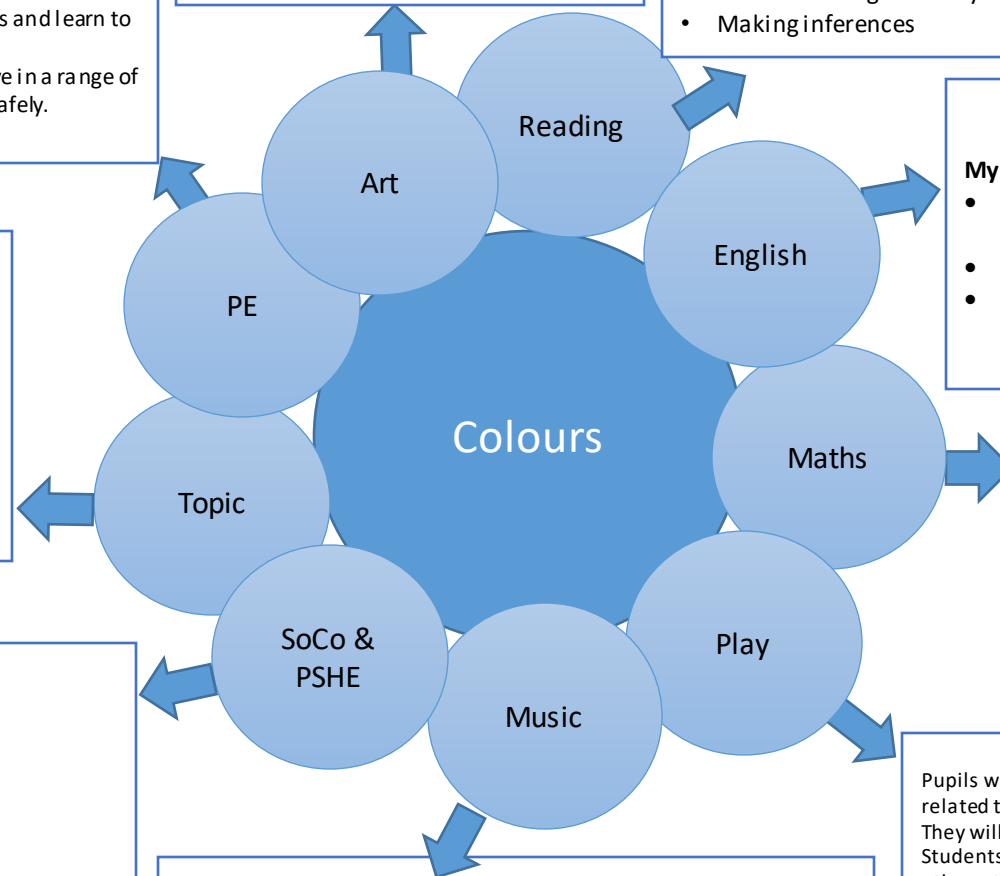 s and learn to
e in a range of
afely.
• Making inferences
Reading
Art
English
My
•
•
•
PE
Colours
Maths
Topic
SoCo &
PSHE
Play
Music
Pupils w
related t
They will
Students